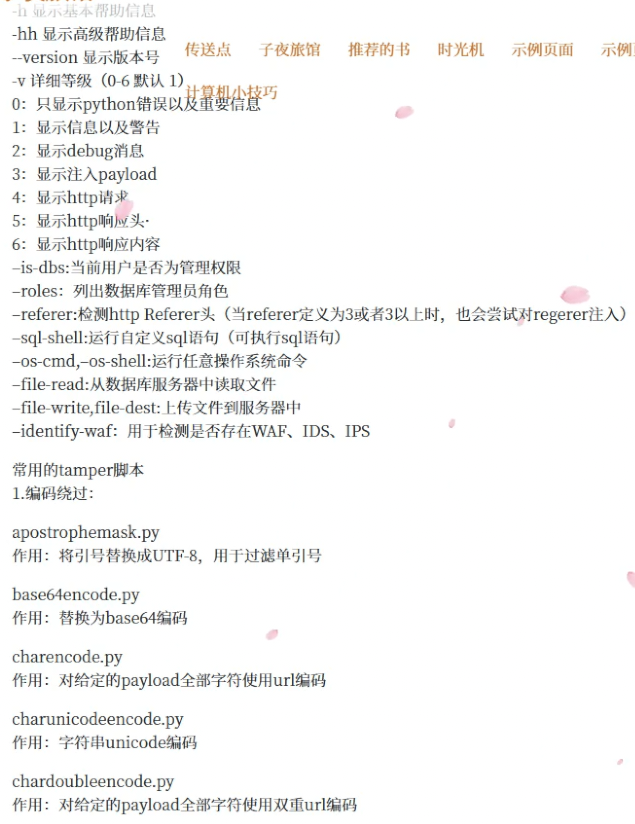 -h 显示基本帮助信息
-hh 显示高级帮助信息
--version 显示版本号
传送点 子夜旅馆 推荐的书 时光机 示例页面 示例
-v 详细等级（0-6 默认 1）
计算机小技巧
0：只显示python错误以及重要信息
1：显示信息以及警告
2：显示debug消息
3：显示注入payload
4：显示http请求
5：显示http响应头·
6：显示http响应内容
–is-dbs:当前用户是否为管理权限
–roles：列出数据库管理员角色
–referer:检测http Referer头（当referer定义为3或者3以上时，也会尝试对regerer注入）
–sql-shell:运行自定义sql语句（可执行sql语句）
–os-cmd,–os-shell:运行任意操作系统命令
–file-read:从数据库服务器中读取文件
–file-write,file-dest:上传文件到服务器中
–identify-waf：用于检测是否存在WAF、IDS、IPS
常用的tamper脚本
1.编码绕过：
apostrophemask.py
作用：将引号替换成UTF-8，用于过滤单引号
base64encode.py
作用：替换为base64编码
charencode.py
作用：对给定的payload全部字符使用url编码
charunicodeencode.py
作用：字符串unicode编码
chardoubleencode.py
作用：对给定的payload全部字符使用双重url编码